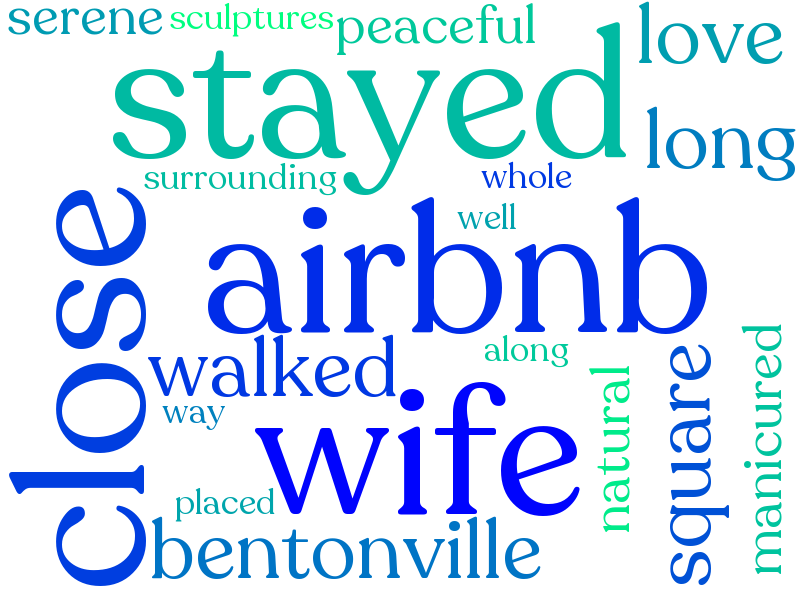 serene sculptures peaceful love
stayed
long
surrounding whole
well
airbnb
close
walked along
way
wife
natural
square
manicured
placed
bentonville